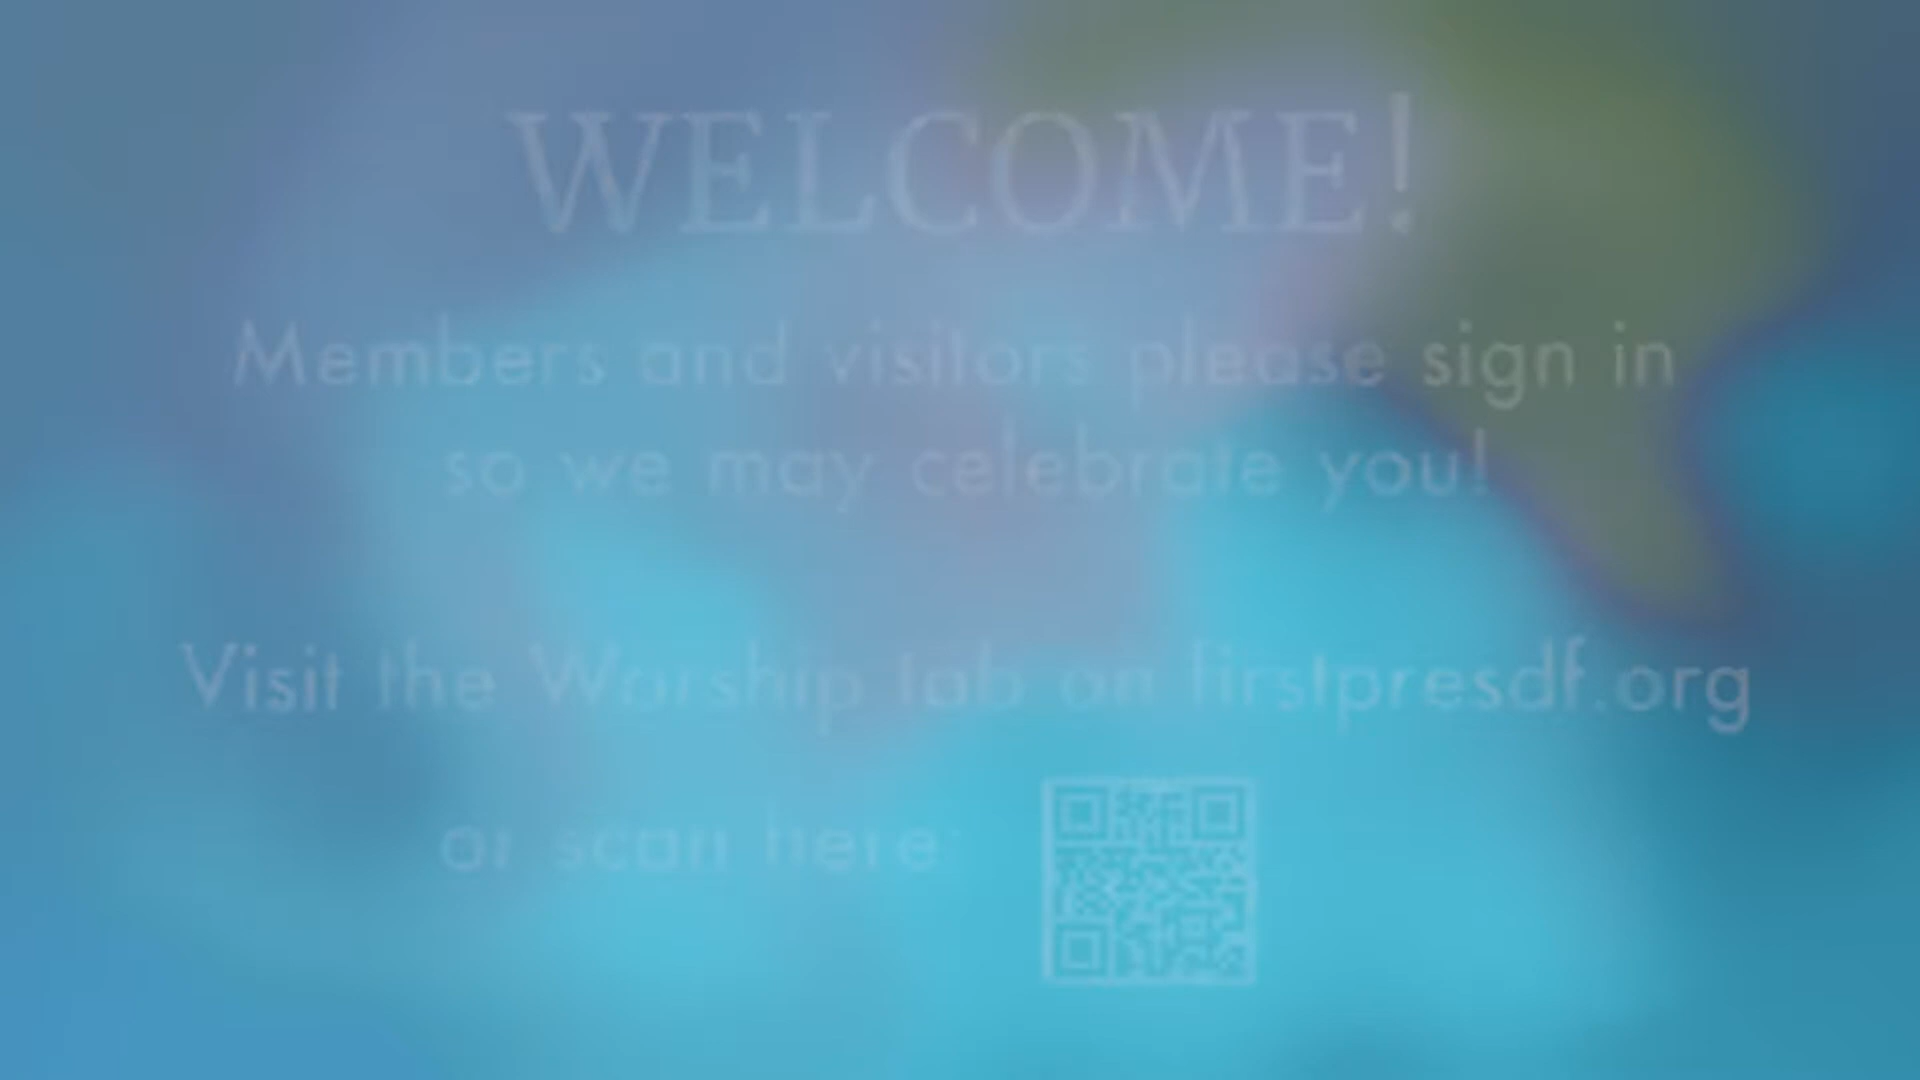 WELCOME!
Members and visitors please sign in
so we may celebrate you!
Visit the Worship tab on firstpresdf.org
or scan here: